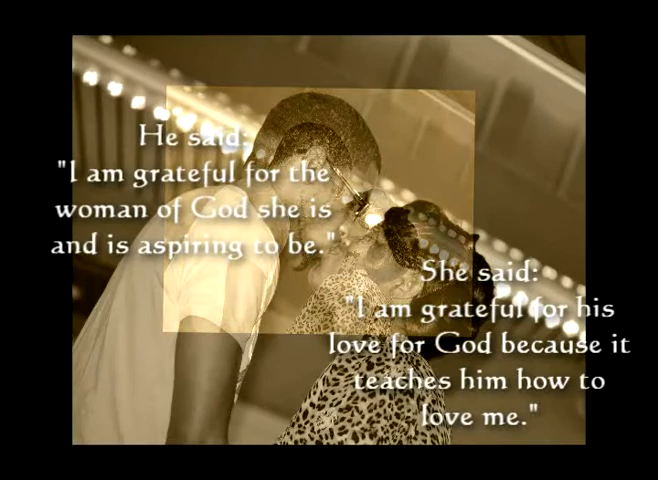 He said:
"I am grateful for the
woman of God she is
and is aspiring to be."
She said:
"I am grateful for his
love for God because it
teaches him how to
love me."